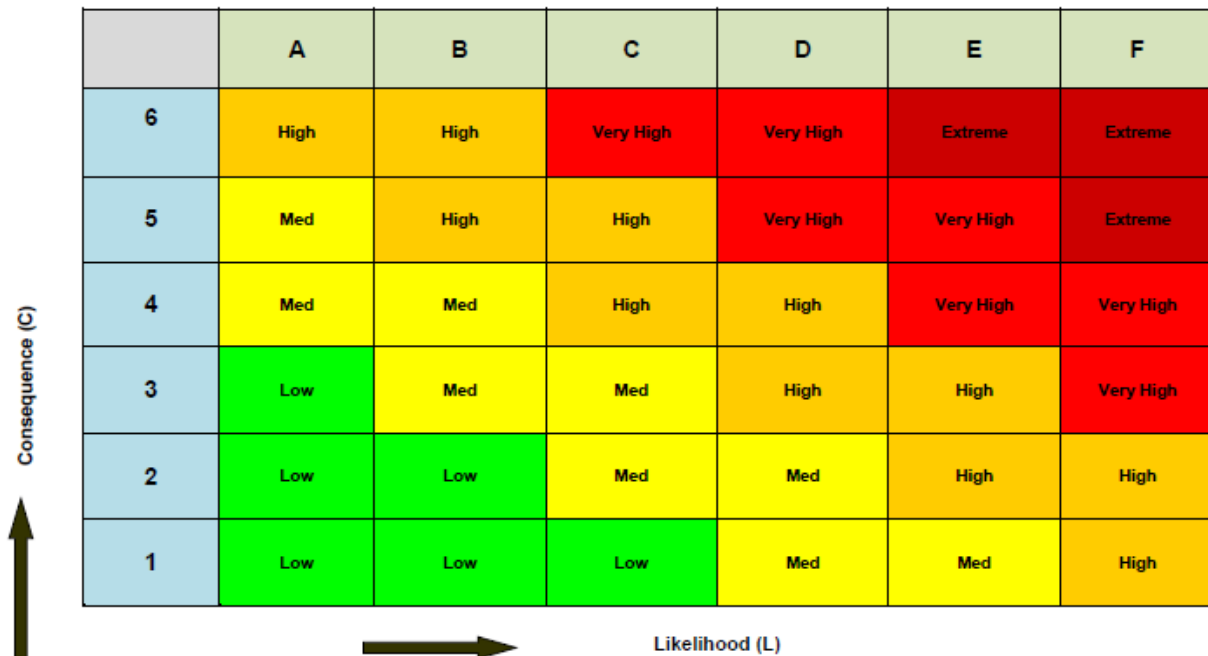 A B C D E F
6 High High Very High Very High Extreme Extreme
5 Med High High Very High Very High Extreme
4 Med Med High High Very High Very High
3 Low Med Med High High Very High
2 Low Low Med Med High High
1 Low Low Low Med Med High
Consequence (C)
Likelihood (L)